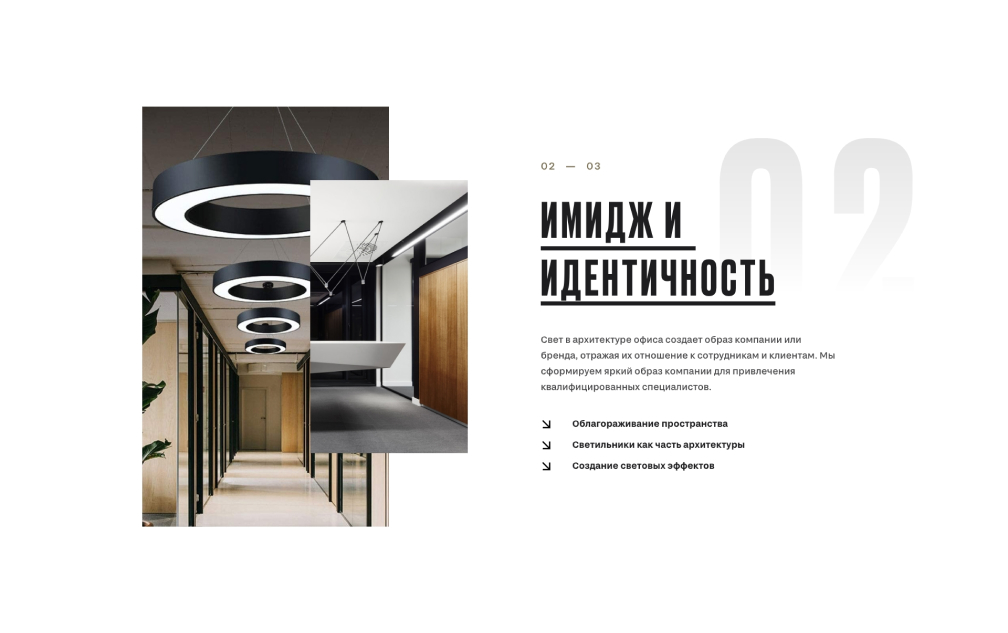 02 — 03
02
ИМИДЖ И
ИДЕНТИЧНОСТЬ
Свет в архитектуре офиса создает образ компании или
бренда, отражая их отношение к сотрудникам и клиентам. Мы
сформируем яркий образ компании для привлечения
квалифицированных специалистов.
Облагораживание пространства
Светильники как часть архитектуры
Создание световых эффектов